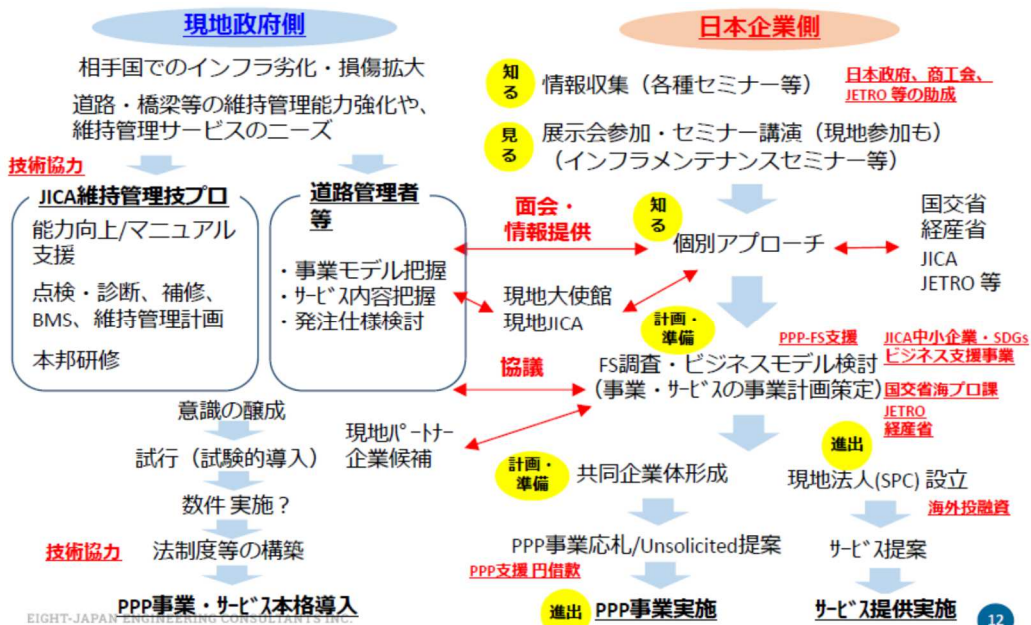 現地政府側
相手国でのインフラ劣化・損傷拡大
道路・橋梁等の維持管理能力強化や、
維持管理サービスのニーズ
技術協力
JICA維持管理技プロ
能力向上/マニュアル
支援
点検・診断、補修、
BMS、維持管理計画
本邦研修
道路管理者
等
・事業モデル把握
・サービス内容把握
・発注仕様検討
意識の醸成
試行（試験的導入）
数件 実施？
技術協力
法制度等の構築
PPP事業・サービス本格導入
面会・
情報提供
現地大使館
現地JICA
協議
現地パートナー
企業候補
日本企業側
知
る
情報収集（各種セミナー等）
日本政府、商工会、
JETRO 等の助成
見
る
展示会参加・セミナー講演（現地参加も）
（インフラメンテナンスセミナー等）
知
る
個別アプローチ
国交省
経産省
JICA
JETRO 等
計画・
準備
PPP-FS支援
JICA中小企業・SDGs
ビジネス支援事業
FS調査・ビジネスモデル検討
（事業・サービスの事業計画策定）
国交省海プロ課
JETRO
経産省
計画・
準備
共同企業体形成
PPP事業応札/Unsolicited提案
PPP支援 円借款
進出
PPP事業実施
進出
現地法人(SPC) 設立
海外投融資
サービス提案
サービス提供実施
EIGHT-JAPAN ENGINEERING CONSULTANTS INC.
12